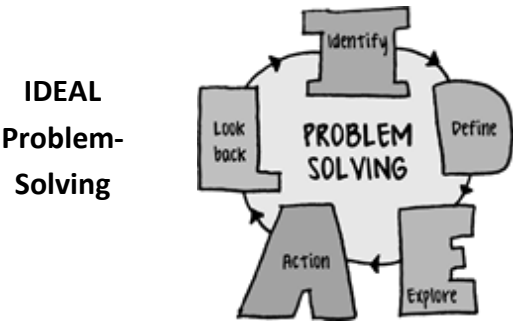 IDEAL
Problem-
Solving
Identify
Define
Explore
Action
Look
back
PROBLEM
SOLVING